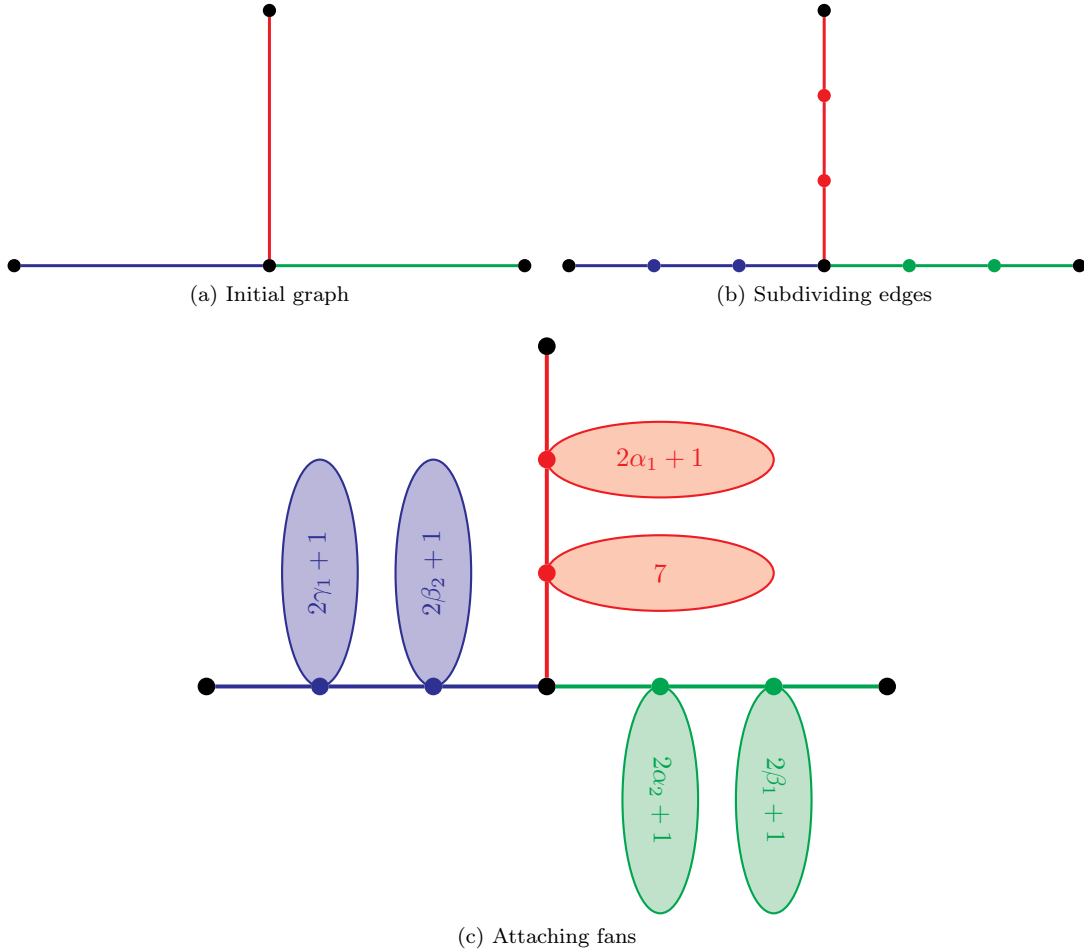 (a) Initial graph
(b) Subdividing edges
2α₁ + 1
7
2γ₁ + 1
2β₂ + 1
2α₂ + 1
2β₁ + 1
(c) Attaching fans